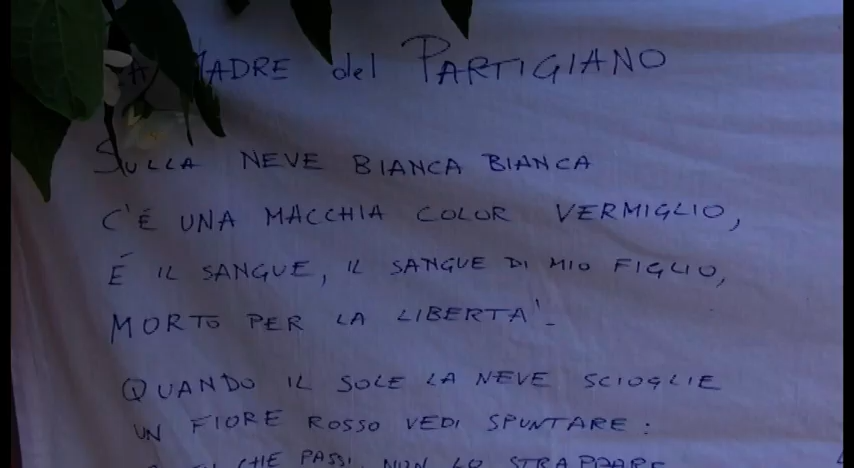 MADRE del PARTIGIANO
SULLA NEVE BIANCA BIANCA
C'É UNA MACCHIA COLOR VERMIGLIO,
É IL SANGUE, IL SANGUE DI MIO FIGLIO,
MORTO PER LA LIBERTA'-
QUANDO IL SOLE LA NEVE SCIOGLIE
UN FIORE ROSSO VEDI SPUNTARE:
CHE PASSI, NON LO STRAPPARE